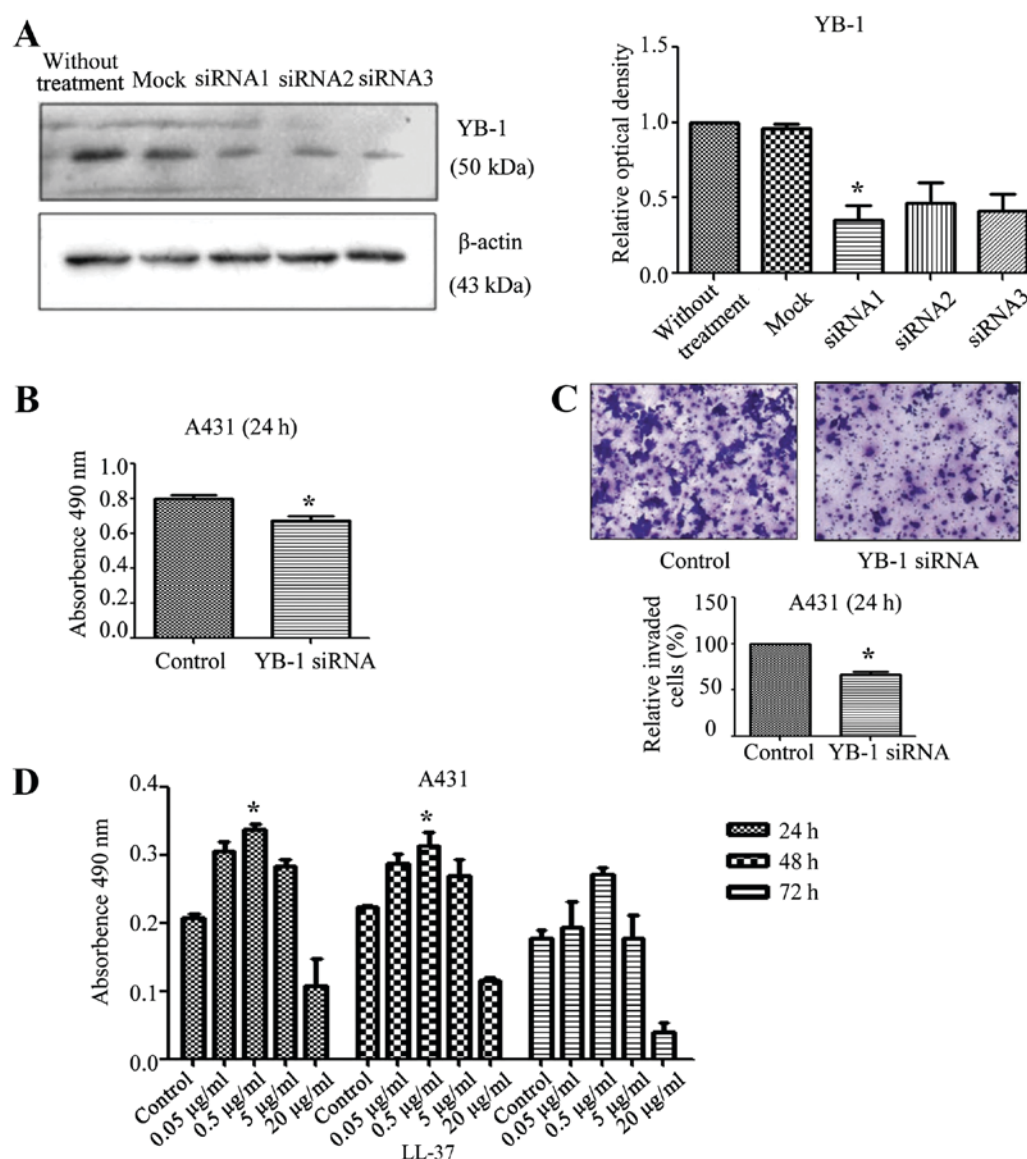 A
Without
treatment Mock siRNA1 siRNA2 siRNA3
YB-1
(50 kDa)
β-actin
(43 kDa)
YB-1
Relative optical density
1.5
1.0
0.5
0.0
Without
treatment
Mock
siRNA1
siRNA2
siRNA3
*
B
A431 (24 h)
Absorbence 490 nm
1.0
0.8
0.6
0.4
0.2
0.0
*
Control YB-1 siRNA
C
Control YB-1 siRNA
A431 (24 h)
Relative invaded
cells (%)
150
100
50
0
*
Control YB-1 siRNA
D
A431
Absorbence 490 nm
0.4
0.3
0.2
0.1
0.0
* *
24 h
48 h
72 h
Control 0.05 µg/ml 0.5 µg/ml 5 µg/ml 20 µg/ml Control 0.05 µg/ml 0.5 µg/ml 5 µg/ml 20 µg/ml Control 0.05 µg/ml 0.5 µg/ml 5 µg/ml 20 µg/ml
LL-37